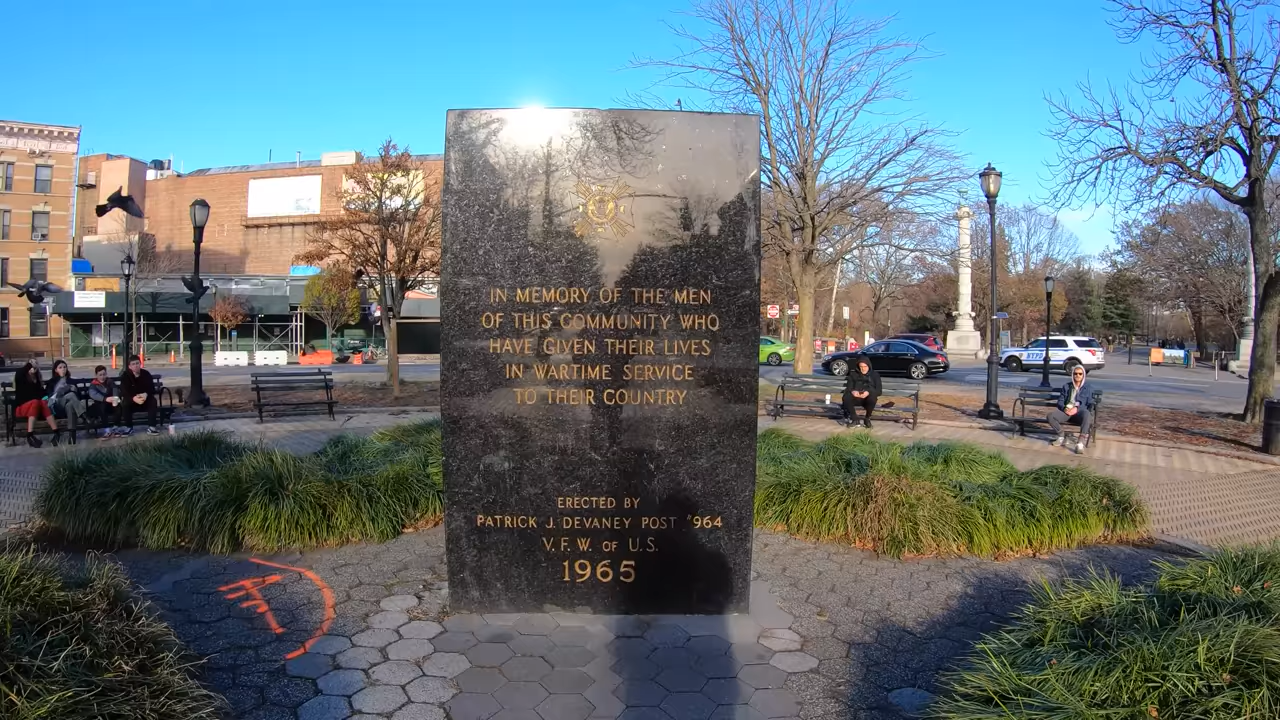 IN MEMORY OF THE MEN
OF THIS COMMUNITY WHO
HAVE GIVEN THEIR LIVES
IN WARTIME SERVICE
TO THEIR COUNTRY
ERECTED BY
PATRICK J. DEVANEY POST #964
V. F. W. OF U. S.
1965
NYPD